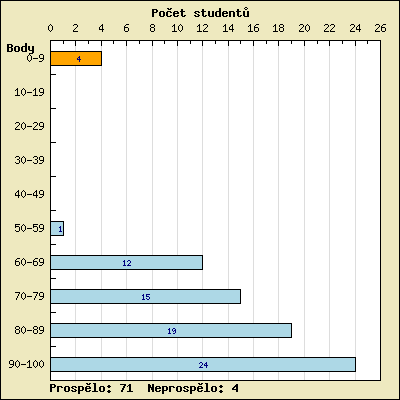 Počet studentů
0 2 4 6 8 10 12 14 16 18 20 22 24 26
Body
0-9 4
10-19
20-29
30-39
40-49
50-59 1
60-69 12
70-79 15
80-89 19
90-100 24
Prospělo: 71 Neprospělo: 4